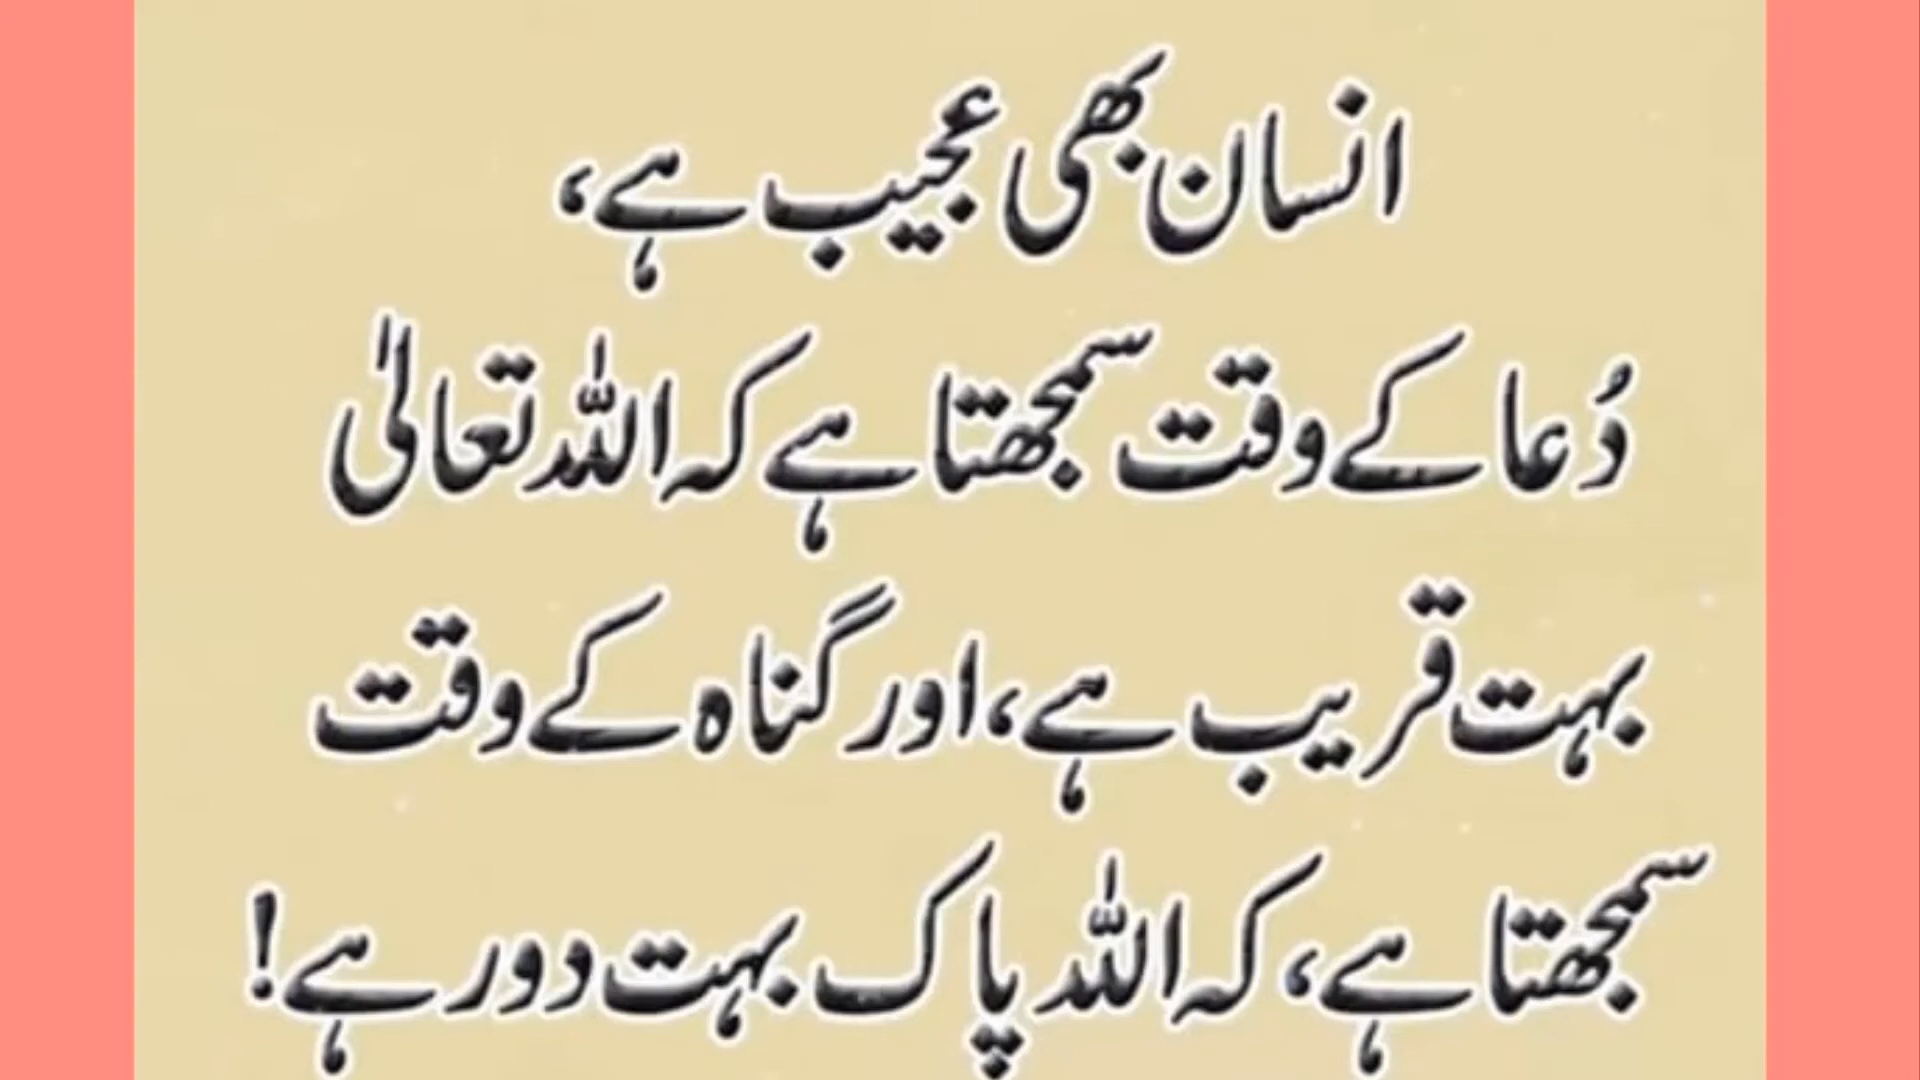 انسان بھی عجیب ہے،
دُعا کے وقت سمجھتا ہے کہ اللہ تعالیٰ
بہت قریب ہے، اور گناہ کے وقت
سمجھتا ہے، کہ اللہ پاک بہت دور ہے!